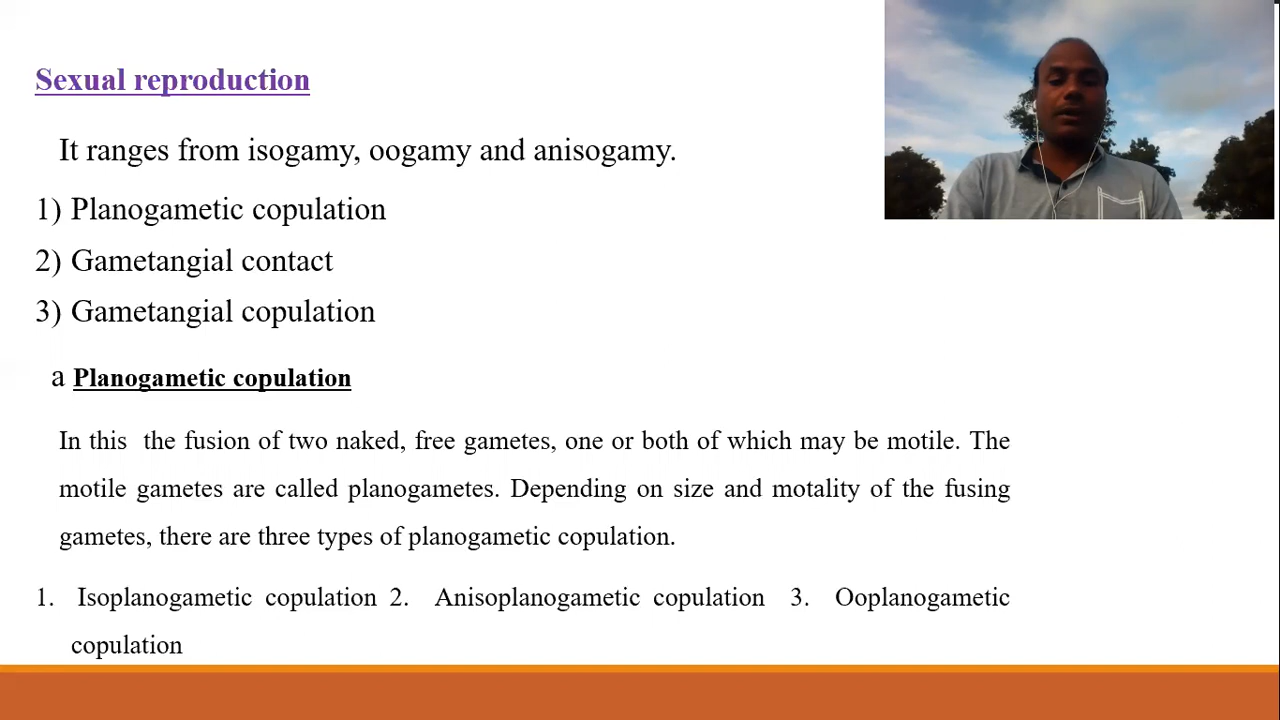 Sexual reproduction
It ranges from isogamy, oogamy and anisogamy.
1) Planogametic copulation
2) Gametangial contact
3) Gametangial copulation
a Planogametic copulation
In this the fusion of two naked, free gametes, one or both of which may be motile. The
motile gametes are called planogametes. Depending on size and motality of the fusing
gametes, there are three types of planogametic copulation.
1. Isoplanogametic copulation 2. Anisoplanogametic copulation 3. Ooplanogametic
copulation